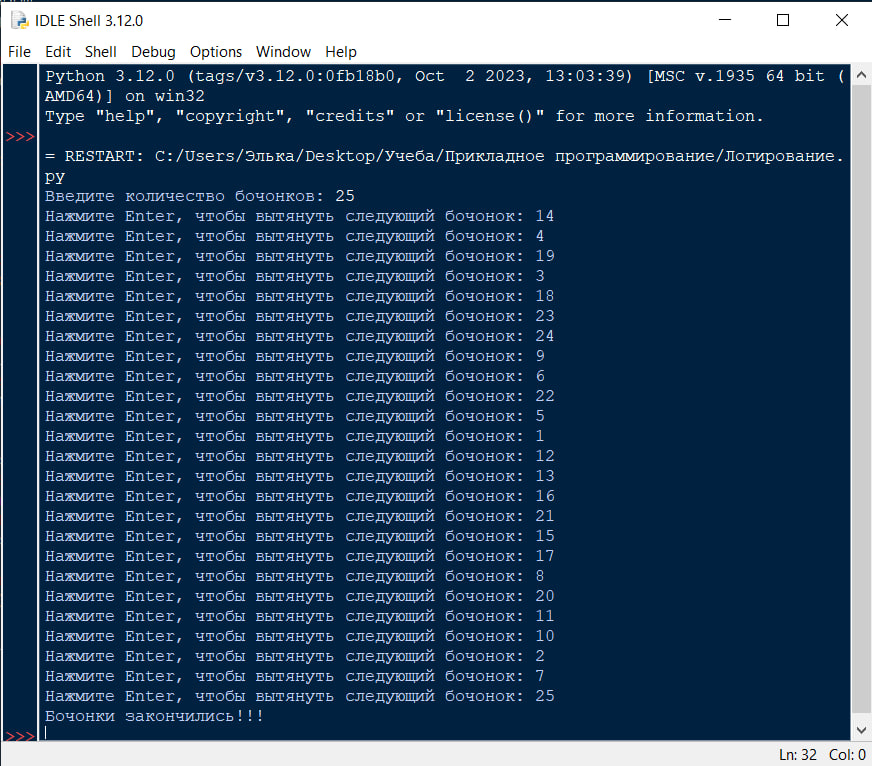 IDLE Shell 3.12.0
File Edit Shell Debug Options Window Help
Python 3.12.0 (tags/v3.12.0:0fb18b0, Oct  2 2023, 13:03:39) [MSC v.1935 64 bit (
AMD64)] on win32
Type "help", "copyright", "credits" or "license()" for more information.
>>>
= RESTART: C:/Users/Элька/Desktop/Учеба/Прикладное программирование/Логирование.
py
Введите количество бочонков: 25
Нажмите Enter, чтобы вытянуть следующий бочонок: 14
Нажмите Enter, чтобы вытянуть следующий бочонок: 4
Нажмите Enter, чтобы вытянуть следующий бочонок: 19
Нажмите Enter, чтобы вытянуть следующий бочонок: 3
Нажмите Enter, чтобы вытянуть следующий бочонок: 18
Нажмите Enter, чтобы вытянуть следующий бочонок: 23
Нажмите Enter, чтобы вытянуть следующий бочонок: 24
Нажмите Enter, чтобы вытянуть следующий бочонок: 9
Нажмите Enter, чтобы вытянуть следующий бочонок: 6
Нажмите Enter, чтобы вытянуть следующий бочонок: 22
Нажмите Enter, чтобы вытянуть следующий бочонок: 5
Нажмите Enter, чтобы вытянуть следующий бочонок: 1
Нажмите Enter, чтобы вытянуть следующий бочонок: 12
Нажмите Enter, чтобы вытянуть следующий бочонок: 13
Нажмите Enter, чтобы вытянуть следующий бочонок: 16
Нажмите Enter, чтобы вытянуть следующий бочонок: 21
Нажмите Enter, чтобы вытянуть следующий бочонок: 15
Нажмите Enter, чтобы вытянуть следующий бочонок: 17
Нажмите Enter, чтобы вытянуть следующий бочонок: 8
Нажмите Enter, чтобы вытянуть следующий бочонок: 20
Нажмите Enter, чтобы вытянуть следующий бочонок: 11
Нажмите Enter, чтобы вытянуть следующий бочонок: 10
Нажмите Enter, чтобы вытянуть следующий бочонок: 2
Нажмите Enter, чтобы вытянуть следующий бочонок: 7
Нажмите Enter, чтобы вытянуть следующий бочонок: 25
Бочонки закончились!!!
>>>
Ln: 32 Col: 0